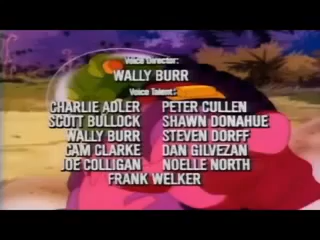 Voice Director:
WALLY BURR
Voice Talent:
CHARLIE ADLER PETER CULLEN
SCOTT BULLOCK SHAWN DONAHUE
WALLY BURR STEVEN DORFF
CAM CLARKE DAN GILVEZAN
JOE COLLIGAN NOELLE NORTH
FRANK WELKER